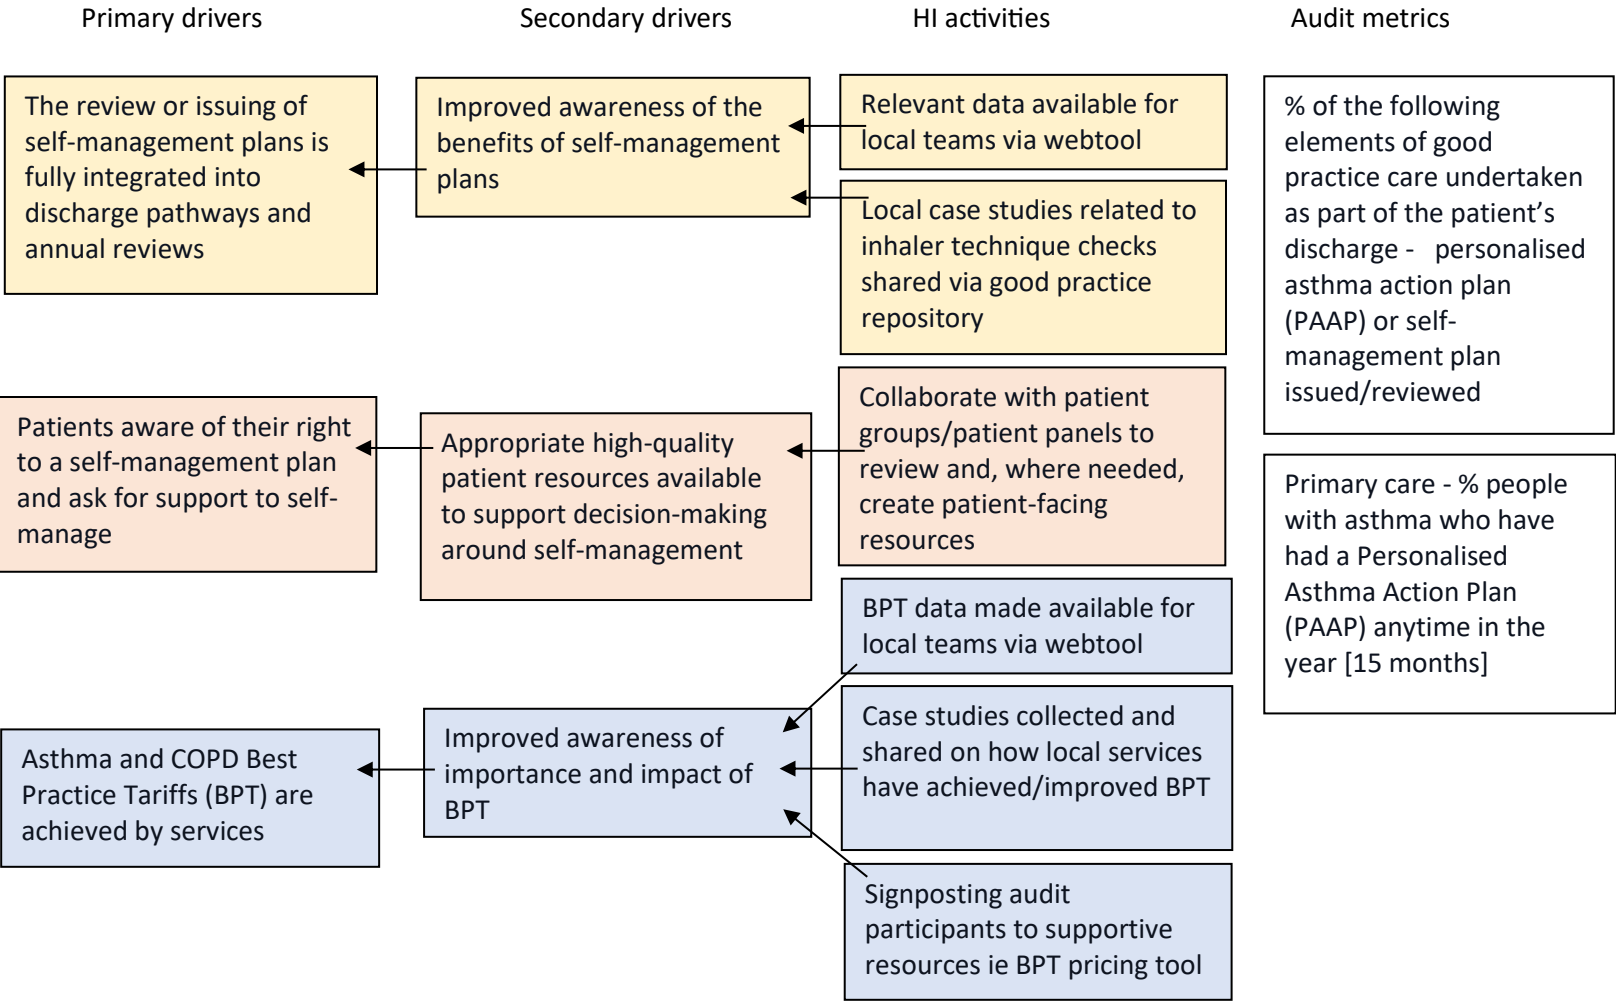 Primary drivers
Secondary drivers
HI activities
Audit metrics
The review or issuing of
self-management plans is
fully integrated into
discharge pathways and
annual reviews
Improved awareness of the
benefits of self-management
plans
Relevant data available for
local teams via webtool
Local case studies related to
inhaler technique checks
shared via good practice
repository
% of the following
elements of good
practice care undertaken
as part of the patient’s
discharge - personalised
asthma action plan
(PAAP) or self-
management plan
issued/reviewed
Patients aware of their right
to a self-management plan
and ask for support to self-
manage
Appropriate high-quality
patient resources available
to support decision-making
around self-management
Collaborate with patient
groups/patient panels to
review and, where needed,
create patient-facing
resources
Primary care - % people
with asthma who have
had a Personalised
Asthma Action Plan
(PAAP) anytime in the
year [15 months]
Asthma and COPD Best
Practice Tariffs (BPT) are
achieved by services
Improved awareness of
importance and impact of
BPT
BPT data made available for
local teams via webtool
Case studies collected and
shared on how local services
have achieved/improved BPT
Signposting audit
participants to supportive
resources ie BPT pricing tool